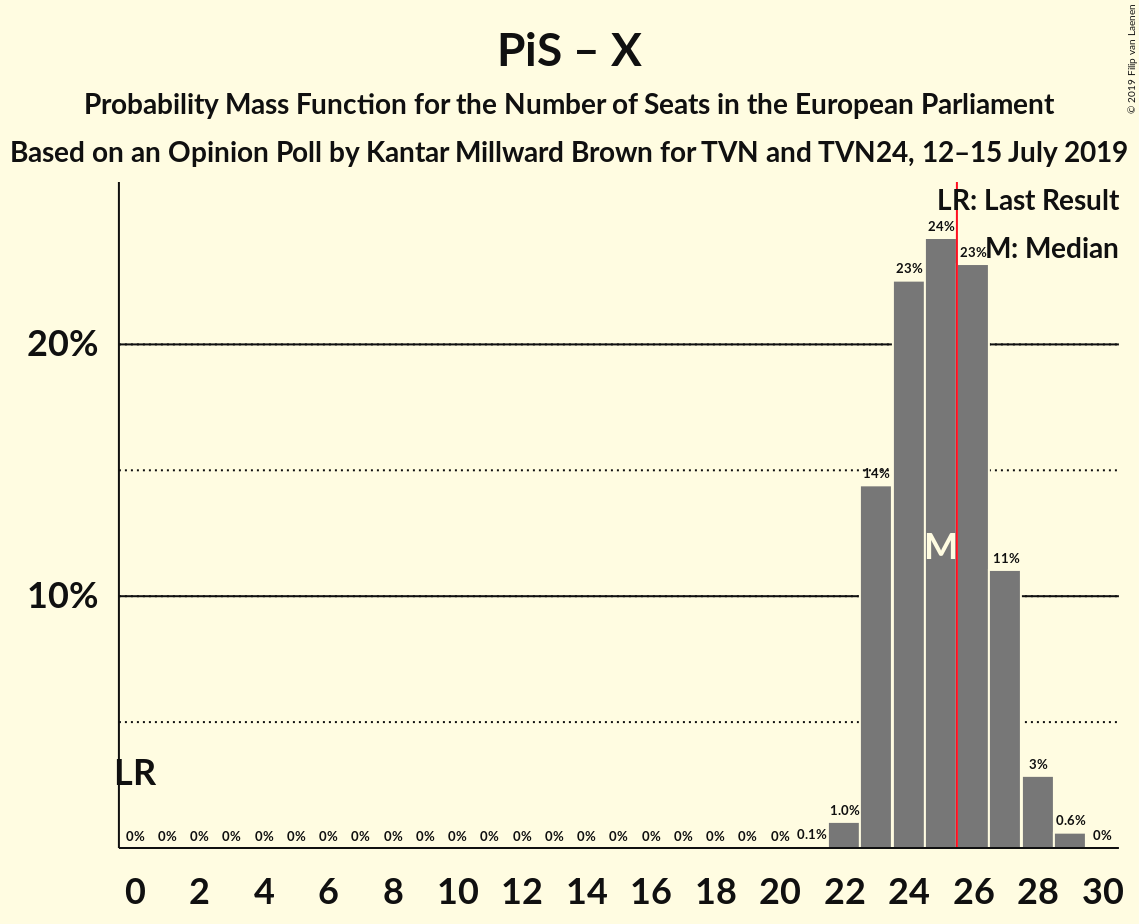 PiS – X
Probability Mass Function for the Number of Seats in the European Parliament
Based on an Opinion Poll by Kantar Millward Brown for TVN and TVN24, 12–15 July 2019
© 2019 Filip van Laenen
LR: Last Result
M: Median
20%
10%
24%
23%
23%
14%
M
11%
LR
3%
1.0%
0.6%
0% 0% 0% 0% 0% 0% 0% 0% 0% 0% 0% 0% 0% 0% 0% 0% 0% 0% 0% 0% 0% 0.1% 0%
0 2 4 6 8 10 12 14 16 18 20 22 24 26 28 30